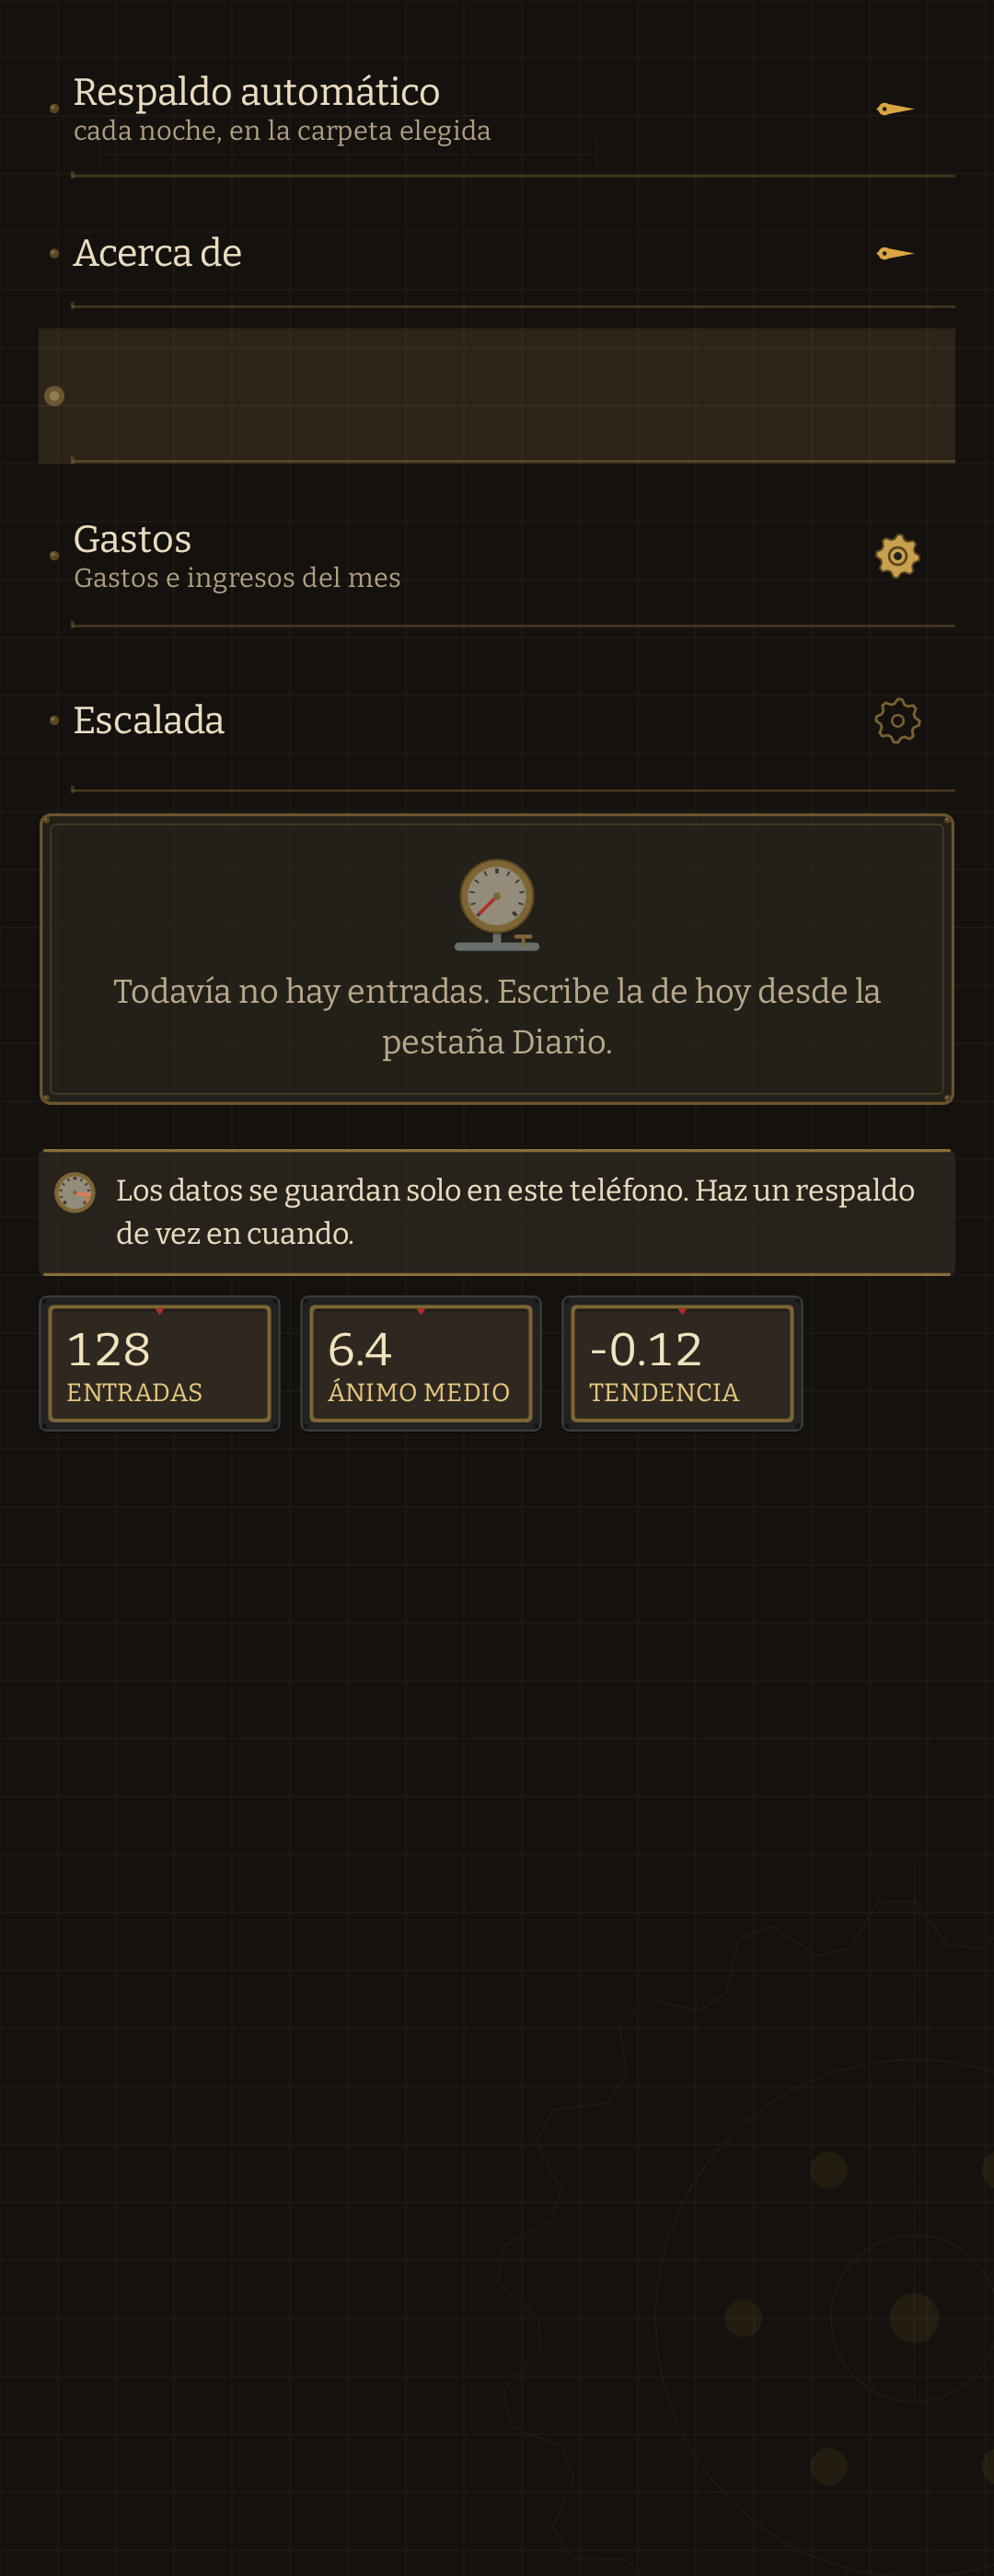 Respaldo automático
cada noche, en la carpeta elegida
Acerca de
Gastos
Gastos e ingresos del mes
Escalada
Todavía no hay entradas. Escribe la de hoy desde la
pestaña Diario.
Los datos se guardan solo en este teléfono. Haz un respaldo
de vez en cuando.
128
ENTRADAS
6.4
ÁNIMO MEDIO
-0.12
TENDENCIA